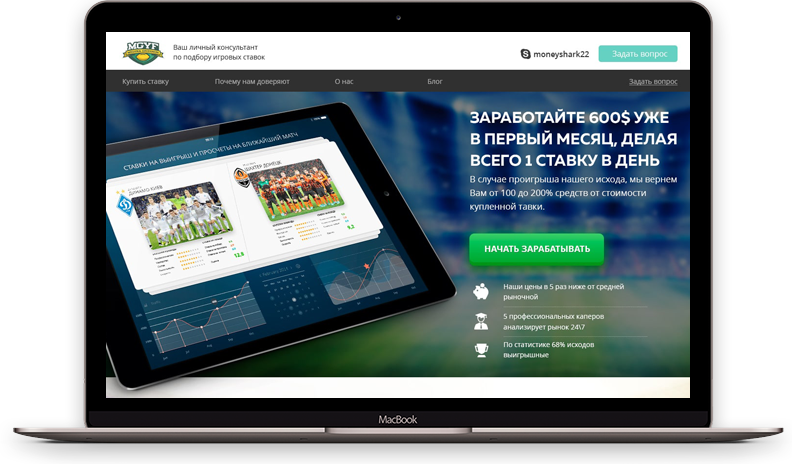 MGYF
Ваш личный консультант
по подбору игровых ставок
moneyshark22
Задать вопрос
Купить ставку
Почему нам доверяют
О нас
Блог
Задать вопрос
СТАВКИ НА ВЫИГРЫШ И ПРОСЧЕТЫ НА БЛИЖАЙШИЙ МАТЧ
ДИНАМО КИЕВ
ШАХТЕР ДОНЕЦК
12,8
9,2
ЗАРАБОТАЙТЕ 600$ УЖЕ
В ПЕРВЫЙ МЕСЯЦ, ДЕЛАЯ
ВСЕГО 1 СТАВКУ В ДЕНЬ
В случае проигрыша нашего исхода, мы вернем
Вам от 100 до 200% средств от стоимости
купленной тавки.
НАЧАТЬ ЗАРАБАТЫВАТЬ
Наши цены в 5 раз ниже от средней
рыночной
5 профессиональных каперов
анализирует рынок 24\7
По статистике 68% исходов
выигрышные
MacBook